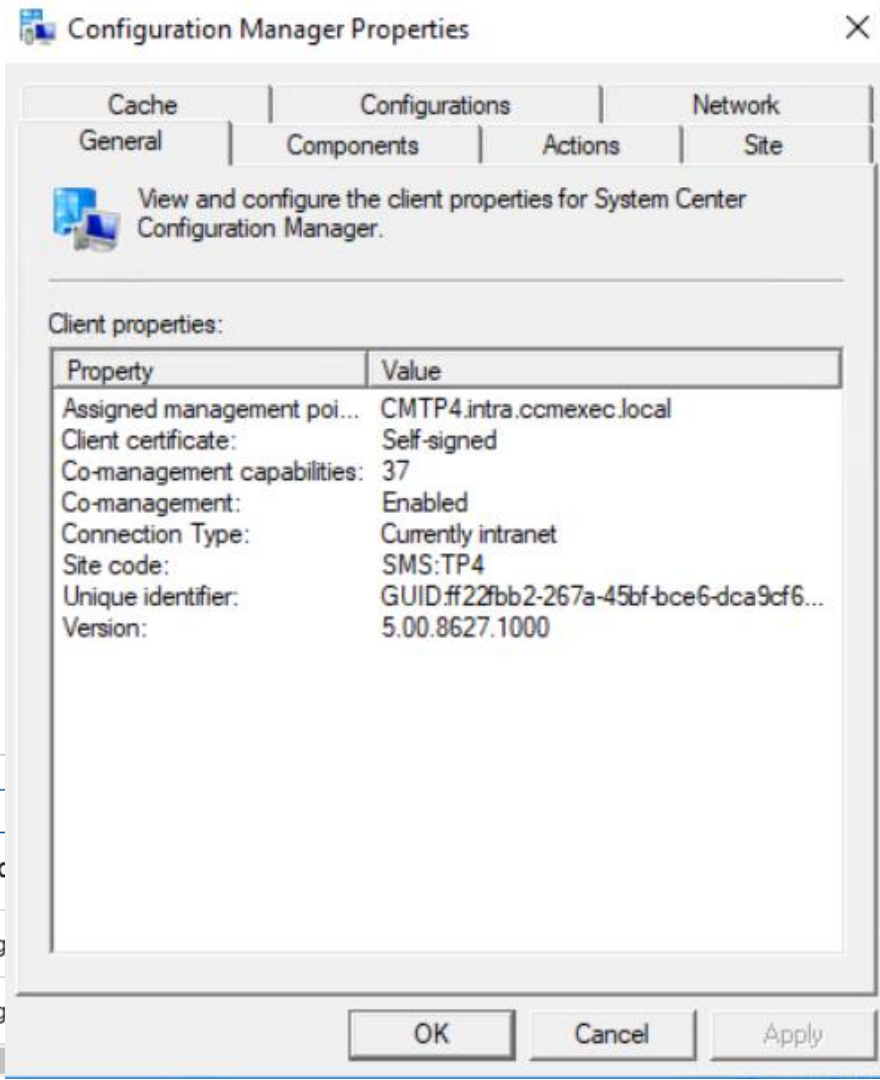 Configuration Manager Properties
Cache Configurations Network
General Components Actions Site
View and configure the client properties for System Center
Configuration Manager.
Client properties:
Property Value
Assigned management poi... CMTP4.intra.ccmexec.local
Client certificate: Self-signed
Co-management capabilities: 37
Co-management: Enabled
Connection Type: Currently intranet
Site code: SMS:TP4
Unique identifier: GUID:ff22fbb2-267a-45bf-bce6-dca9cf6...
Version: 5.00.8627.1000
OK Cancel Apply